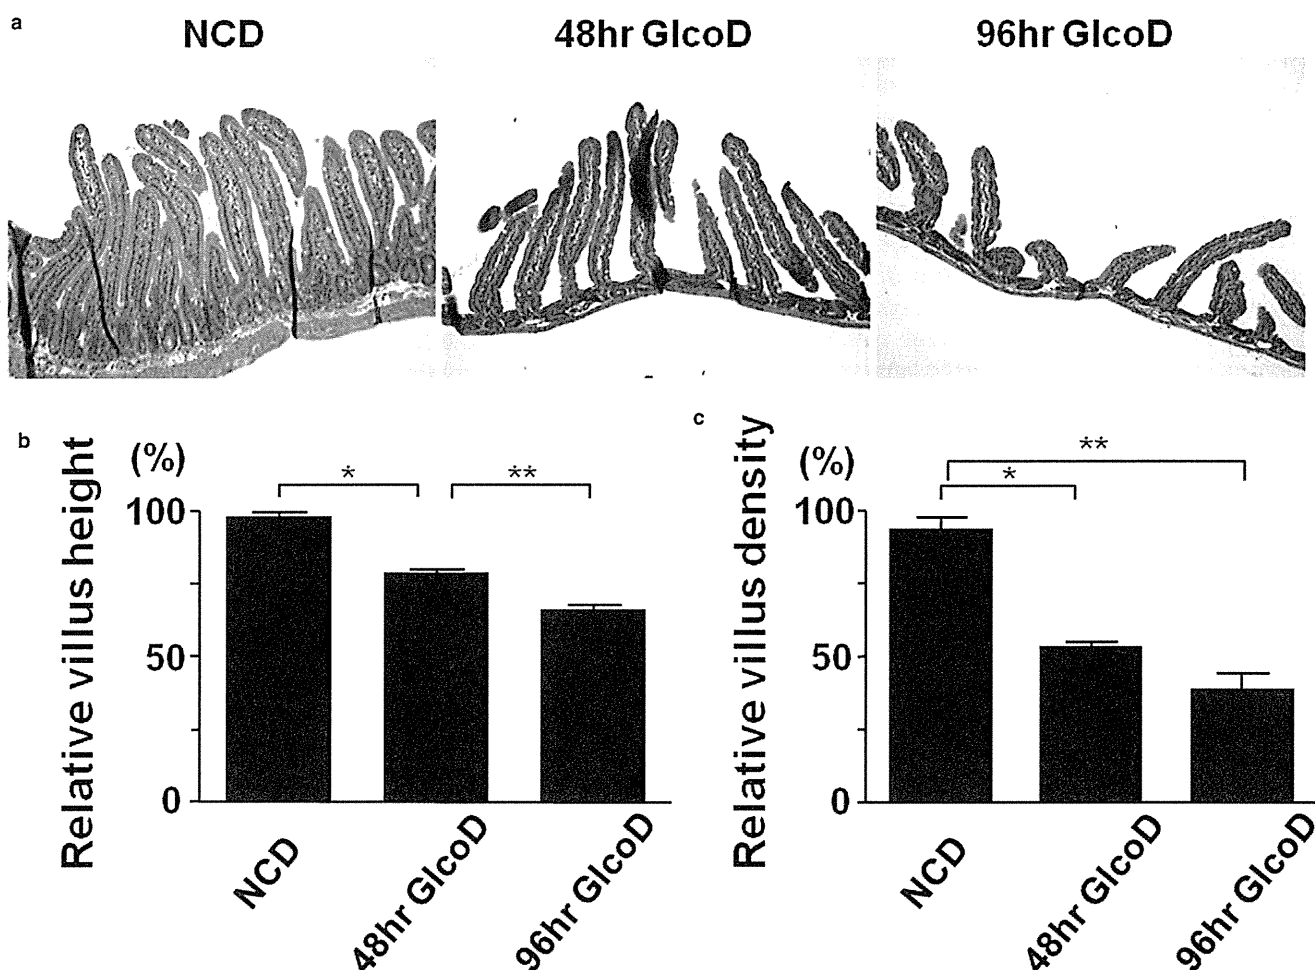 a
NCD
48hr GlcoD
96hr GlcoD
b
Relative villus height
(%)
100
50
0
*
**
NCD
48hr GlcoD
96hr GlcoD
c
Relative villus density
(%)
100
50
0
**
*
NCD
48hr GlcoD
96hr GlcoD